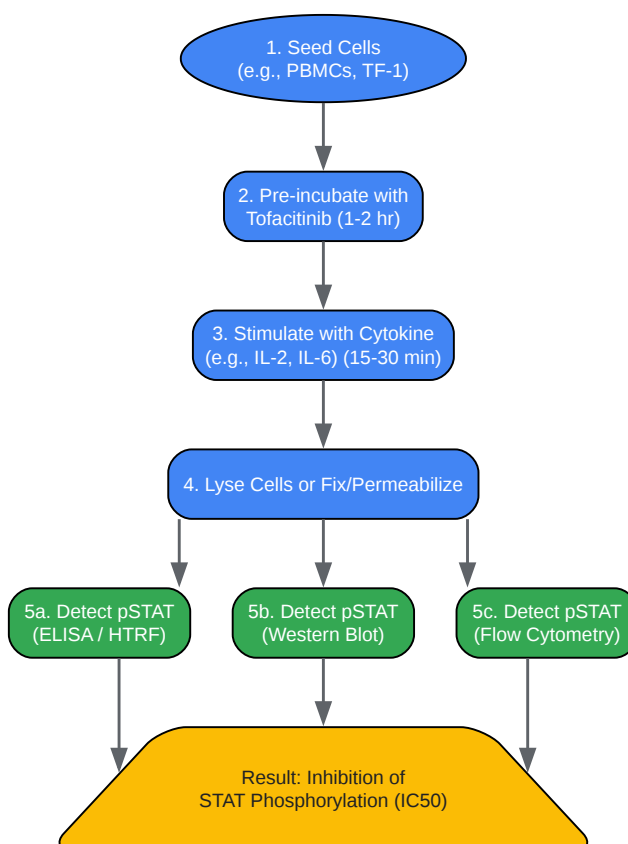 1. Seed Cells
(e.g., PBMCs, TF-1)
2. Pre-incubate with
Tofacitinib (1-2 hr)
3. Stimulate with Cytokine
(e.g., IL-2, IL-6) (15-30 min)
4. Lyse Cells or Fix/Permeabilize
5a. Detect pSTAT
(ELISA / HTRF)
5b. Detect pSTAT
(Western Blot)
5c. Detect pSTAT
(Flow Cytometry)
Result: Inhibition of
STAT Phosphorylation (IC50)